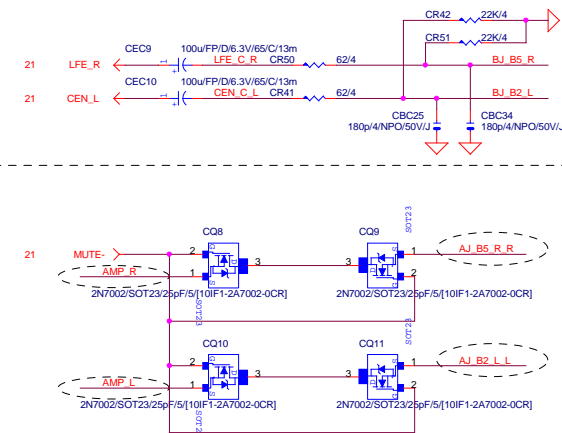 CR42 22K/4
CR51 22K/4
CEC9 100u/FP/D/6.3V/65/C/13m
21 LFE_R 1 + LFE_C_R CR50 62/4 BJ_B5_R
CEC10 100u/FP/D/6.3V/65/C/13m
21 CEN_L 1 + CEN_C_L CR41 62/4 BJ_B2_L
CBC25 CBC34
180p/4/NPO/50V/J 180p/4/NPO/50V/J
SOT23
CQ8 CQ9
21 MUTE- 2 G D S 3 3 S D G 1 AJ_B5_R_R
AMP_R 1 2
2N7002/SOT23/25pF/5/[10IF1-2A7002-0CR] 2N7002/SOT23/25pF/5/[10IF1-2A7002-0CR]
SOT23 SOT23
CQ10 CQ11
2 G D S 3 3 S D G 1 AJ_B2_L_L
AMP_L 1 2
2N7002/SOT23/25pF/5/[10IF1-2A7002-0CR] 2N7002/SOT23/25pF/5/[10IF1-2A7002-0CR]
SOT2